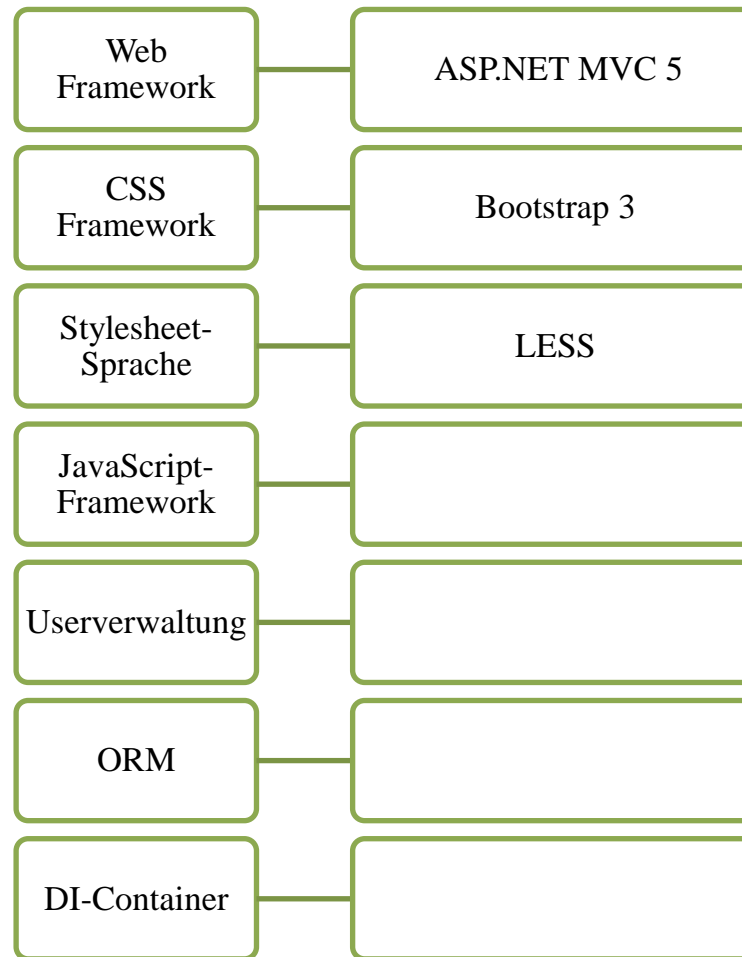 Web
Framework
ASP.NET MVC 5
CSS
Framework
Bootstrap 3
Stylesheet-
Sprache
LESS
JavaScript-
Framework
Userverwaltung
ORM
DI-Container